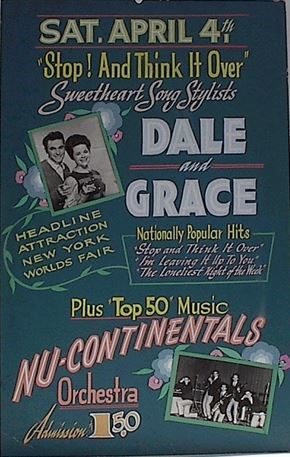 SAT. APRIL 4th
"Stop! And Think It Over"
Sweetheart Song Stylists
DALE
and
GRACE
HEADLINE
ATTRACTION
NEW YORK
WORLDS FAIR
Nationally Popular Hits
"Stop and Think It Over"
"I'm Leaving It Up To You"
"The Loneliest Night of the Week"
Plus 'Top 50' Music
NU-CONTINENTALS
Orchestra
Admission 1.50